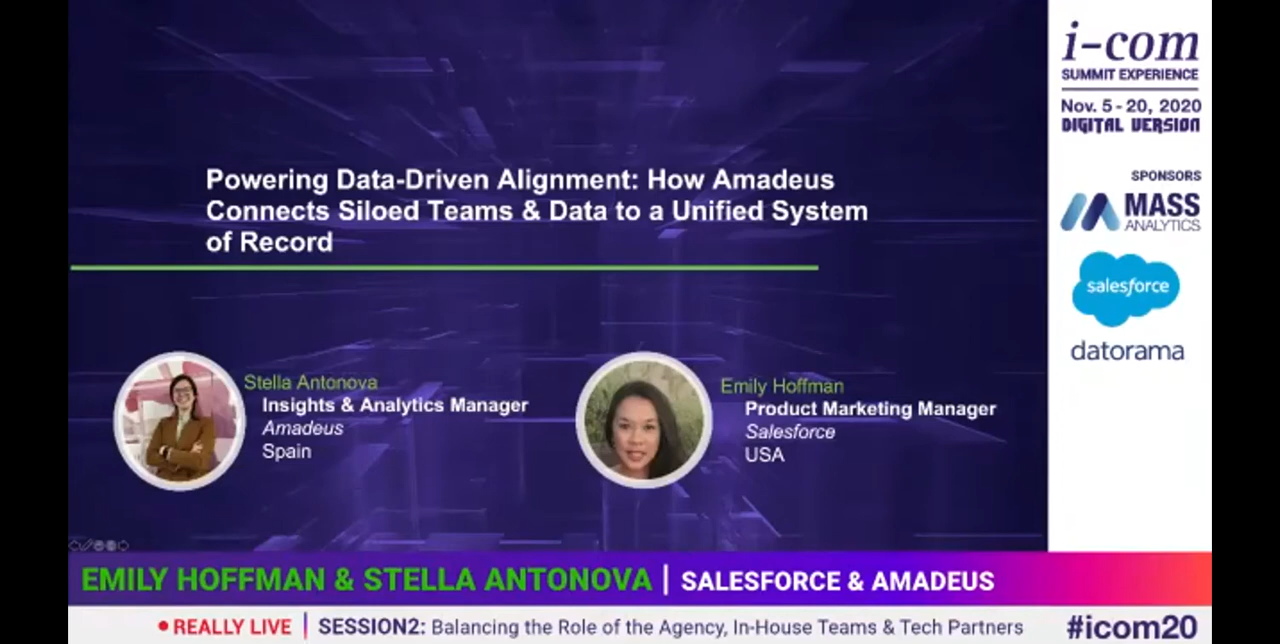 Powering Data-Driven Alignment: How Amadeus
Connects Siloed Teams & Data to a Unified System
of Record
Stella Antonova
Insights & Analytics Manager
Amadeus
Spain
Emily Hoffman
Product Marketing Manager
Salesforce
USA
i-com
SUMMIT EXPERIENCE
Nov. 5 - 20, 2020
DIGITAL VERSION
SPONSORS
MASS
ANALYTICS
salesforce
datorama
EMILY HOFFMAN & STELLA ANTONOVA | SALESFORCE & AMADEUS
REALLY LIVE | SESSION2: Balancing the Role of the Agency, In-House Teams & Tech Partners
#icom20